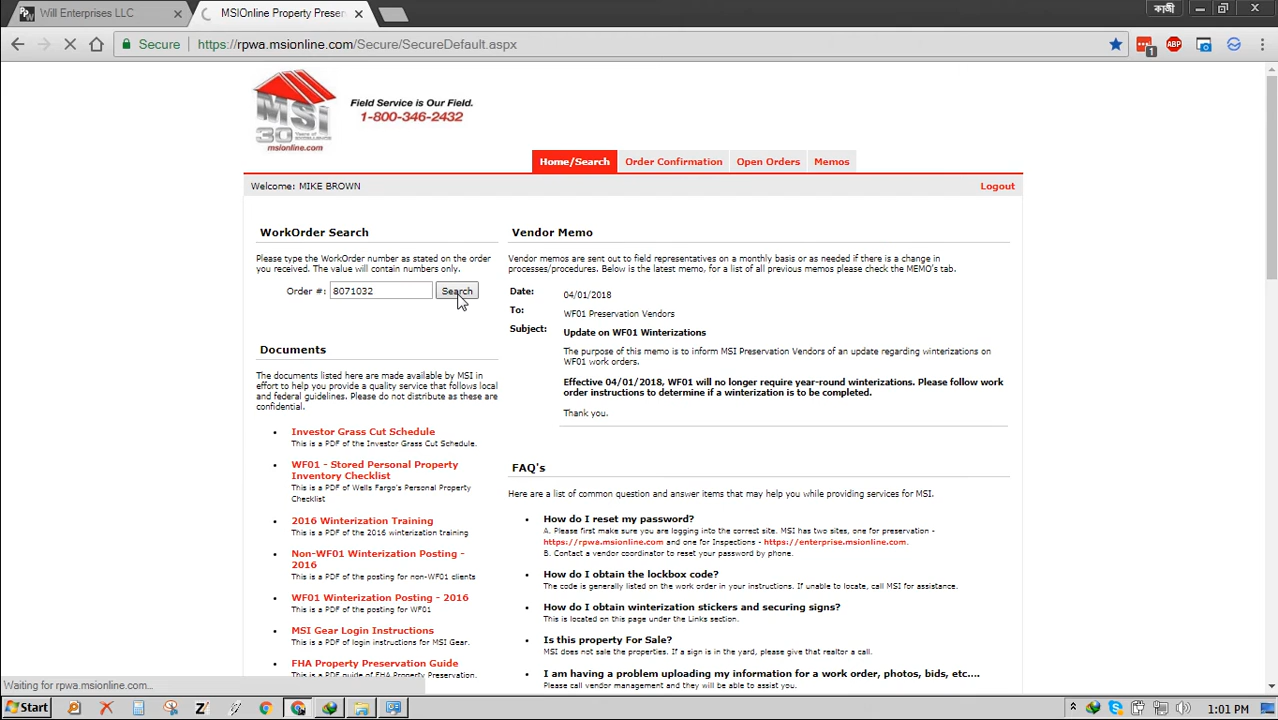 Will Enterprises LLC
MSIOnline Property Preser
কাজী
Secure
https://rpwa.msionline.com/Secure/SecureDefault.aspx
1
ABP
MSI
30 Years of EXCELLENCE
msionline.com
Field Service is Our Field.
1-800-346-2432
Home/Search
Order Confirmation
Open Orders
Memos
Welcome: MIKE BROWN
Logout
WorkOrder Search
Please type the WorkOrder number as stated on the order
you received. The value will contain numbers only.
Order #: 8071032 Search
Documents
The documents listed here are made available by MSI in
effort to help you provide a quality service that follows local
and federal guidelines. Please do not distribute as these are
confidential.
Investor Grass Cut Schedule
This is a PDF of the Investor Grass Cut Schedule.
WF01 - Stored Personal Property
Inventory Checklist
This is a PDF of Wells Fargo's Personal Property
Checklist
2016 Winterization Training
This is a PDF of the 2016 winterization training
Non-WF01 Winterization Posting -
2016
This is a PDF of the posting for non-WF01 clients
WF01 Winterization Posting - 2016
This is a PDF of the posting for WF01
MSI Gear Login Instructions
This is a PDF of login instructions for MSI Gear.
FHA Property Preservation Guide
This is a PDF guide of FHA Property Preservation.
Vendor Memo
Vendor memos are sent out to field representatives on a monthly basis or as needed if there is a change in
processes/procedures. Below is the latest memo, for a list of all previous memos please check the MEMO's tab.
Date: 04/01/2018
To: WF01 Preservation Vendors
Subject: Update on WF01 Winterizations
The purpose of this memo is to inform MSI Preservation Vendors of an update regarding winterizations on
WF01 work orders.
Effective 04/01/2018, WF01 will no longer require year-round winterizations. Please follow work
order instructions to determine if a winterization is to be completed.
Thank you.
FAQ's
Here are a list of common question and answer items that may help you while providing services for MSI.
How do I reset my password?
A. Please first make sure you are logging into the correct site. MSI has two sites, one for preservation -
https://rpwa.msionline.com and one for Inspections - https://enterprise.msionline.com.
B. Contact a vendor coordinator to reset your password by phone.
How do I obtain the lockbox code?
The code is generally listed on the work order in your instructions. If unable to locate, call MSI for assistance.
How do I obtain winterization stickers and securing signs?
This is located on this page under the Links section.
Is this property For Sale?
MSI does not sale the properties. If a sign is in the yard, please give that realtor a call.
I am having a problem uploading my information for a work order, photos, bids, etc....
Please call vendor management and they will be able to assist you.
Waiting for rpwa.msionline.com...
Start
1:01 PM